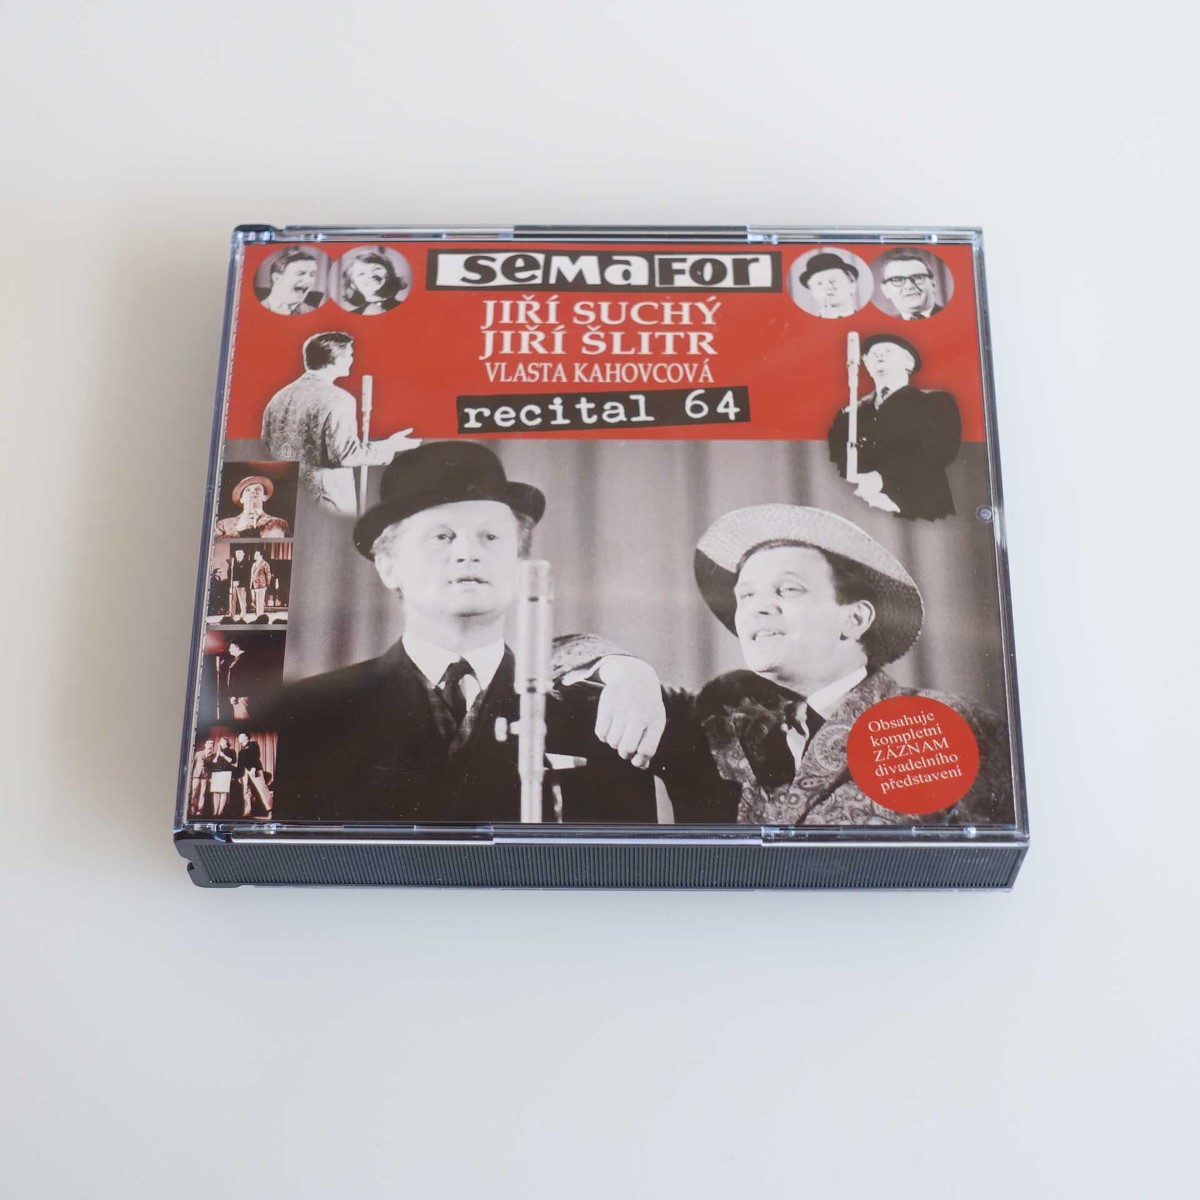 semafor
JIŘÍ SUCHÝ
JIŘÍ ŠLITR
VLASTA KAHOVCOVÁ
recital 64
Obsahuje
kompletní
ZÁZNAM
divadelního
představení